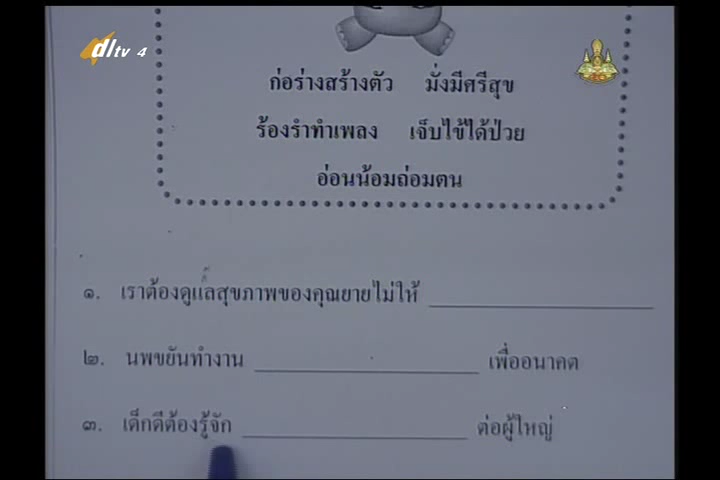 dltv 4
ก่อร่างสร้างตัว มั่งมีศรีสุข
ร้องรำทำเพลง เจ็บไข้ได้ป่วย
อ่อนน้อมถ่อมตน
๑. เราต้องดูแลสุขภาพของคุณยายไม่ให้
๒. นพขยันทำงาน เพื่ออนาคต
๓. เด็กดีต้องรู้จัก ต่อผู้ใหญ่